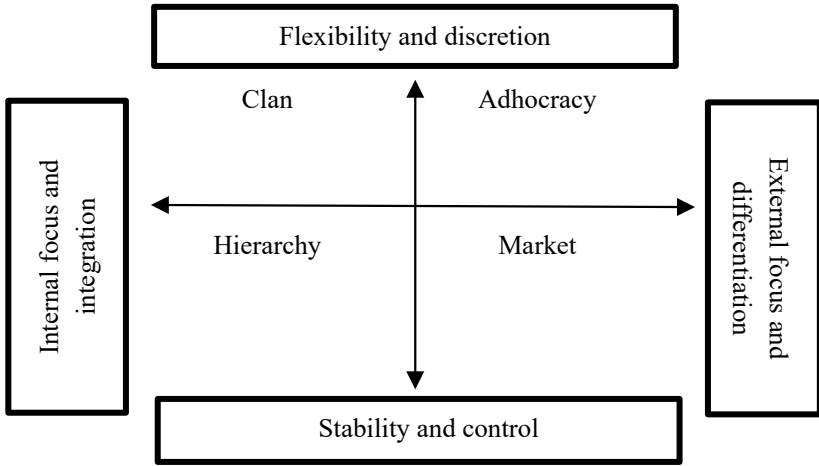 Flexibility and discretion
Clan
Adhocracy
Internal focus and
integration
External focus and
differentiation
Hierarchy
Market
Stability and control